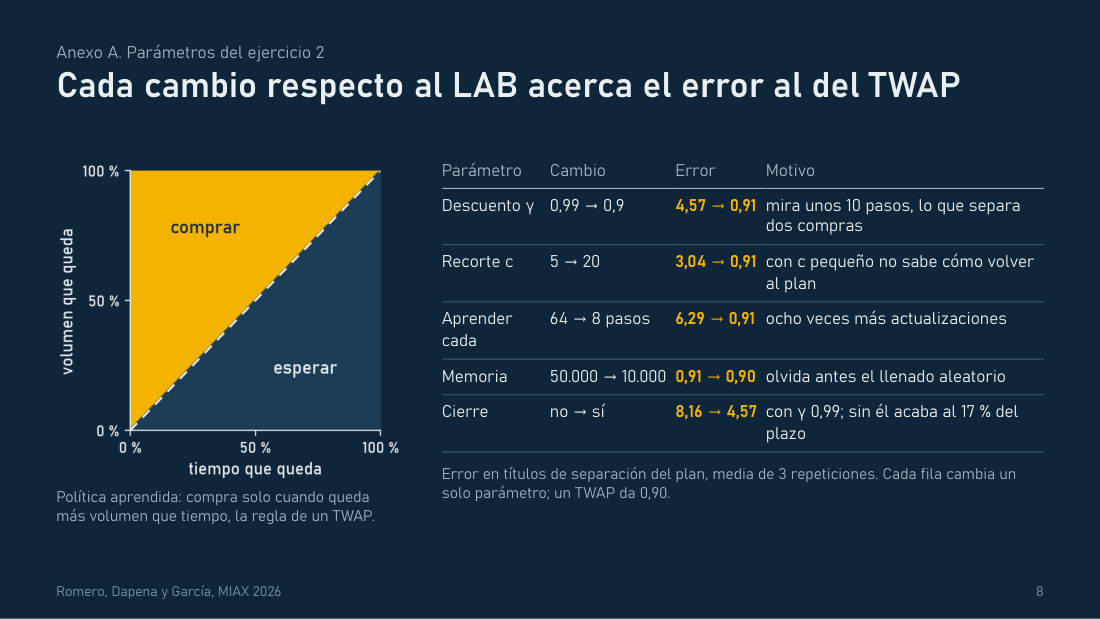 Anexo A. Parámetros del ejercicio 2
Cada cambio respecto al LAB acerca el error al del TWAP
100 %
50 %
0 %
volumen que queda
comprar
esperar
0 %
50 %
100 %
tiempo que queda
Política aprendida: compra solo cuando queda
más volumen que tiempo, la regla de un TWAP.
Parámetro Cambio Error Motivo
Descuento γ 0,99 → 0,9 4,57 → 0,91 mira unos 10 pasos, lo que separa
dos compras
Recorte c 5 → 20 3,04 → 0,91 con c pequeño no sabe cómo volver
al plan
Aprender 64 → 8 pasos 6,29 → 0,91 ocho veces más actualizaciones
cada
Memoria 50.000 → 10.000 0,91 → 0,90 olvida antes el llenado aleatorio
Cierre no → sí 8,16 → 4,57 con γ 0,99; sin él acaba al 17 % del
plazo
Error en títulos de separación del plan, media de 3 repeticiones. Cada fila cambia un
solo parámetro; un TWAP da 0,90.
Romero, Dapena y García, MIAX 2026
8